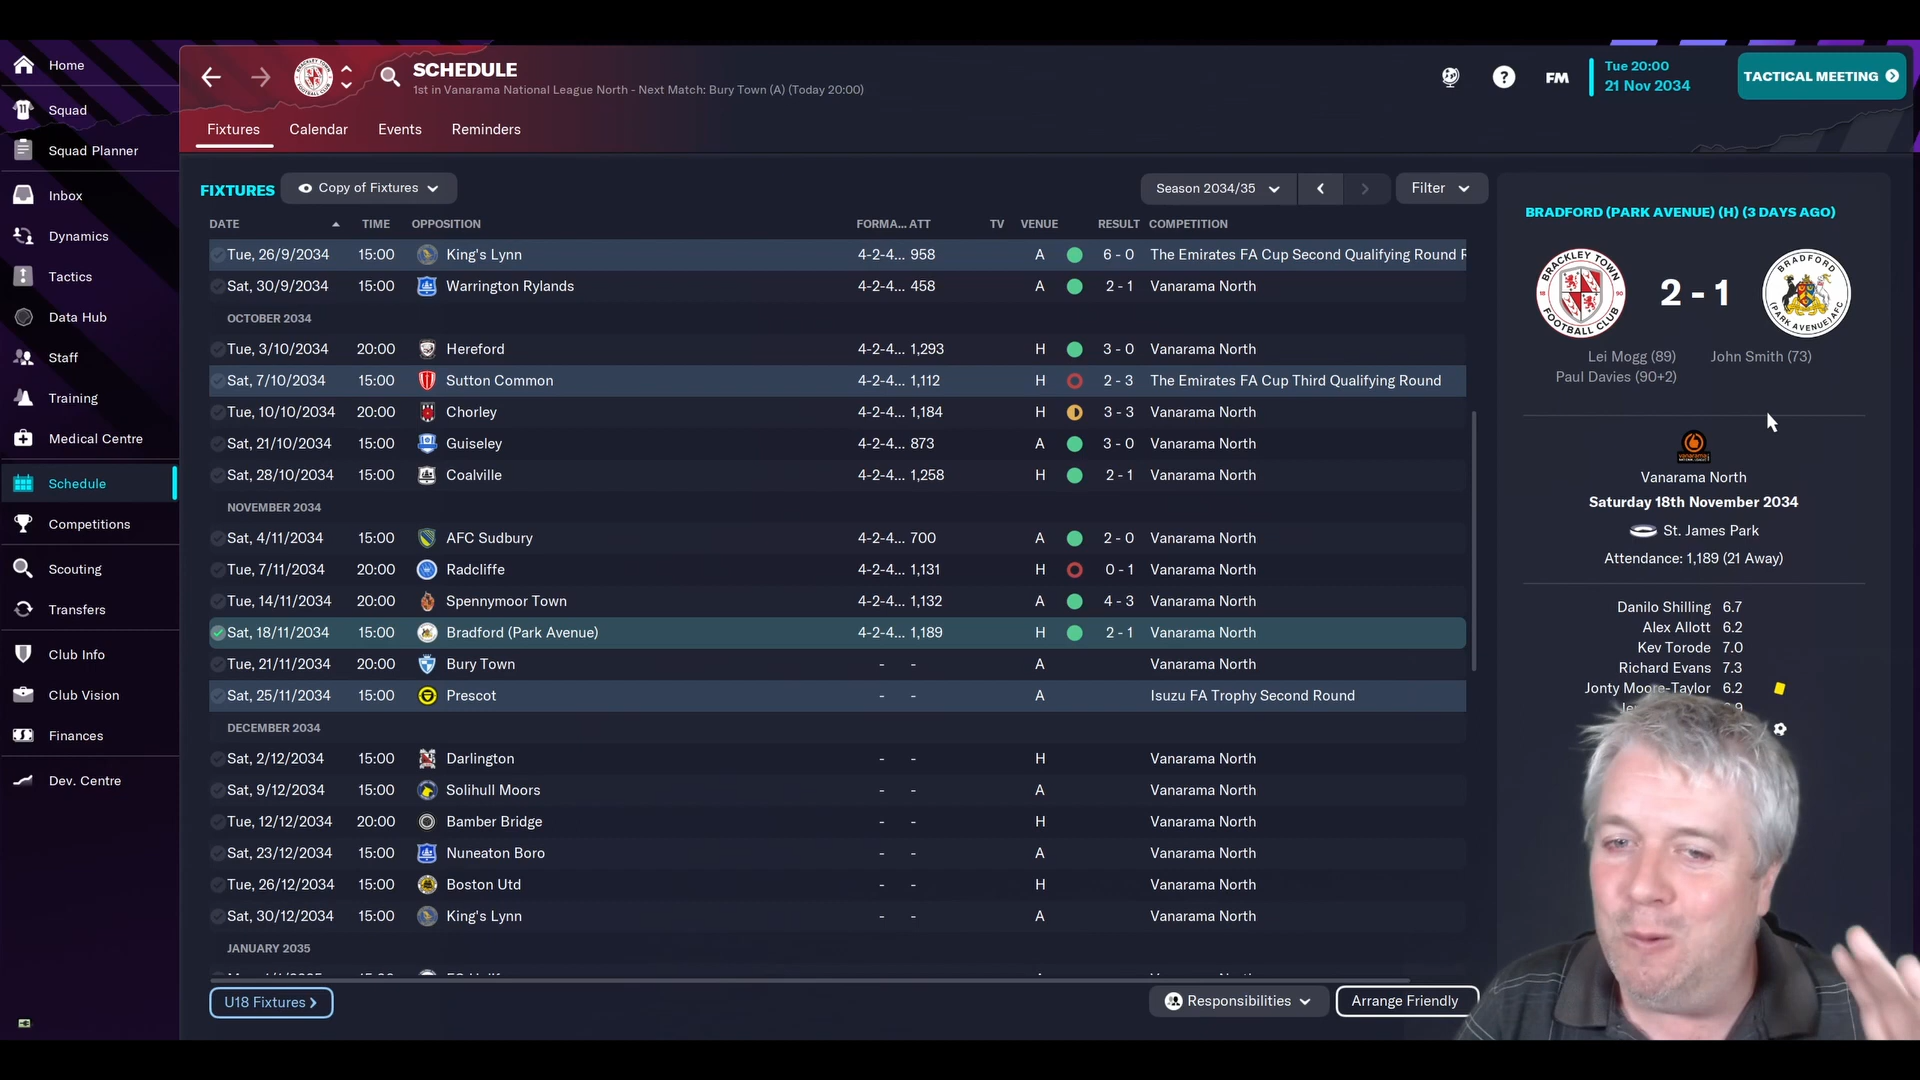 Home
Squad
Squad Planner
Inbox
Dynamics
Tactics
Data Hub
Staff
Training
Medical Centre
Schedule
Competitions
Scouting
Transfers
Club Info
Club Vision
Finances
Dev. Centre
SCHEDULE
1st in Vanarama National League North - Next Match: Bury Town (A) (Today 20:00)
FM
Tue 20:00
21 Nov 2034
TACTICAL MEETING
Fixtures Calendar Events Reminders
FIXTURES Copy of Fixtures Season 2034/35 Filter
DATE TIME OPPOSITION FORMA... ATT TV VENUE RESULT COMPETITION
Tue, 26/9/2034 15:00 King's Lynn 4-2-4... 958 A 6 - 0 The Emirates FA Cup Second Qualifying Round
Sat, 30/9/2034 15:00 Warrington Rylands 4-2-4... 458 A 2 - 1 Vanarama North
OCTOBER 2034
Tue, 3/10/2034 20:00 Hereford 4-2-4... 1,293 H 3 - 0 Vanarama North
Sat, 7/10/2034 15:00 Sutton Common 4-2-4... 1,112 H 2 - 3 The Emirates FA Cup Third Qualifying Round
Tue, 10/10/2034 20:00 Chorley 4-2-4... 1,184 H 3 - 3 Vanarama North
Sat, 21/10/2034 15:00 Guiseley 4-2-4... 873 A 3 - 0 Vanarama North
Sat, 28/10/2034 15:00 Coalville 4-2-4... 1,258 H 2 - 1 Vanarama North
NOVEMBER 2034
Sat, 4/11/2034 15:00 AFC Sudbury 4-2-4... 700 A 2 - 0 Vanarama North
Tue, 7/11/2034 20:00 Radcliffe 4-2-4... 1,131 H 0 - 1 Vanarama North
Tue, 14/11/2034 20:00 Spennymoor Town 4-2-4... 1,132 A 4 - 3 Vanarama North
Sat, 18/11/2034 15:00 Bradford (Park Avenue) 4-2-4... 1,189 H 2 - 1 Vanarama North
Tue, 21/11/2034 20:00 Bury Town - - A Vanarama North
Sat, 25/11/2034 15:00 Prescot - - A Isuzu FA Trophy Second Round
DECEMBER 2034
Sat, 2/12/2034 15:00 Darlington - - H Vanarama North
Sat, 9/12/2034 15:00 Solihull Moors - - A Vanarama North
Tue, 12/12/2034 20:00 Bamber Bridge - - H Vanarama North
Sat, 23/12/2034 15:00 Nuneaton Boro - - A Vanarama North
Tue, 26/12/2034 15:00 Boston Utd - - H Vanarama North
Sat, 30/12/2034 15:00 King's Lynn - - A Vanarama North
JANUARY 2035
U18 Fixtures
Responsibilities
Arrange Friendly
BRADFORD (PARK AVENUE) (H) (3 DAYS AGO)
BRACKLEY TOWN
FOOTBALL CLUB
18 90
2 - 1
BRADFORD
(PARK AVENUE) AFC
Lei Mogg (89) John Smith (73)
Paul Davies (90+2)
Vanarama North
Saturday 18th November 2034
St. James Park
Attendance: 1,189 (21 Away)
Danilo Shilling 6.7
Alex Allott 6.2
Kev Torode 7.0
Richard Evans 7.3
Jonty Moore-Taylor 6.2